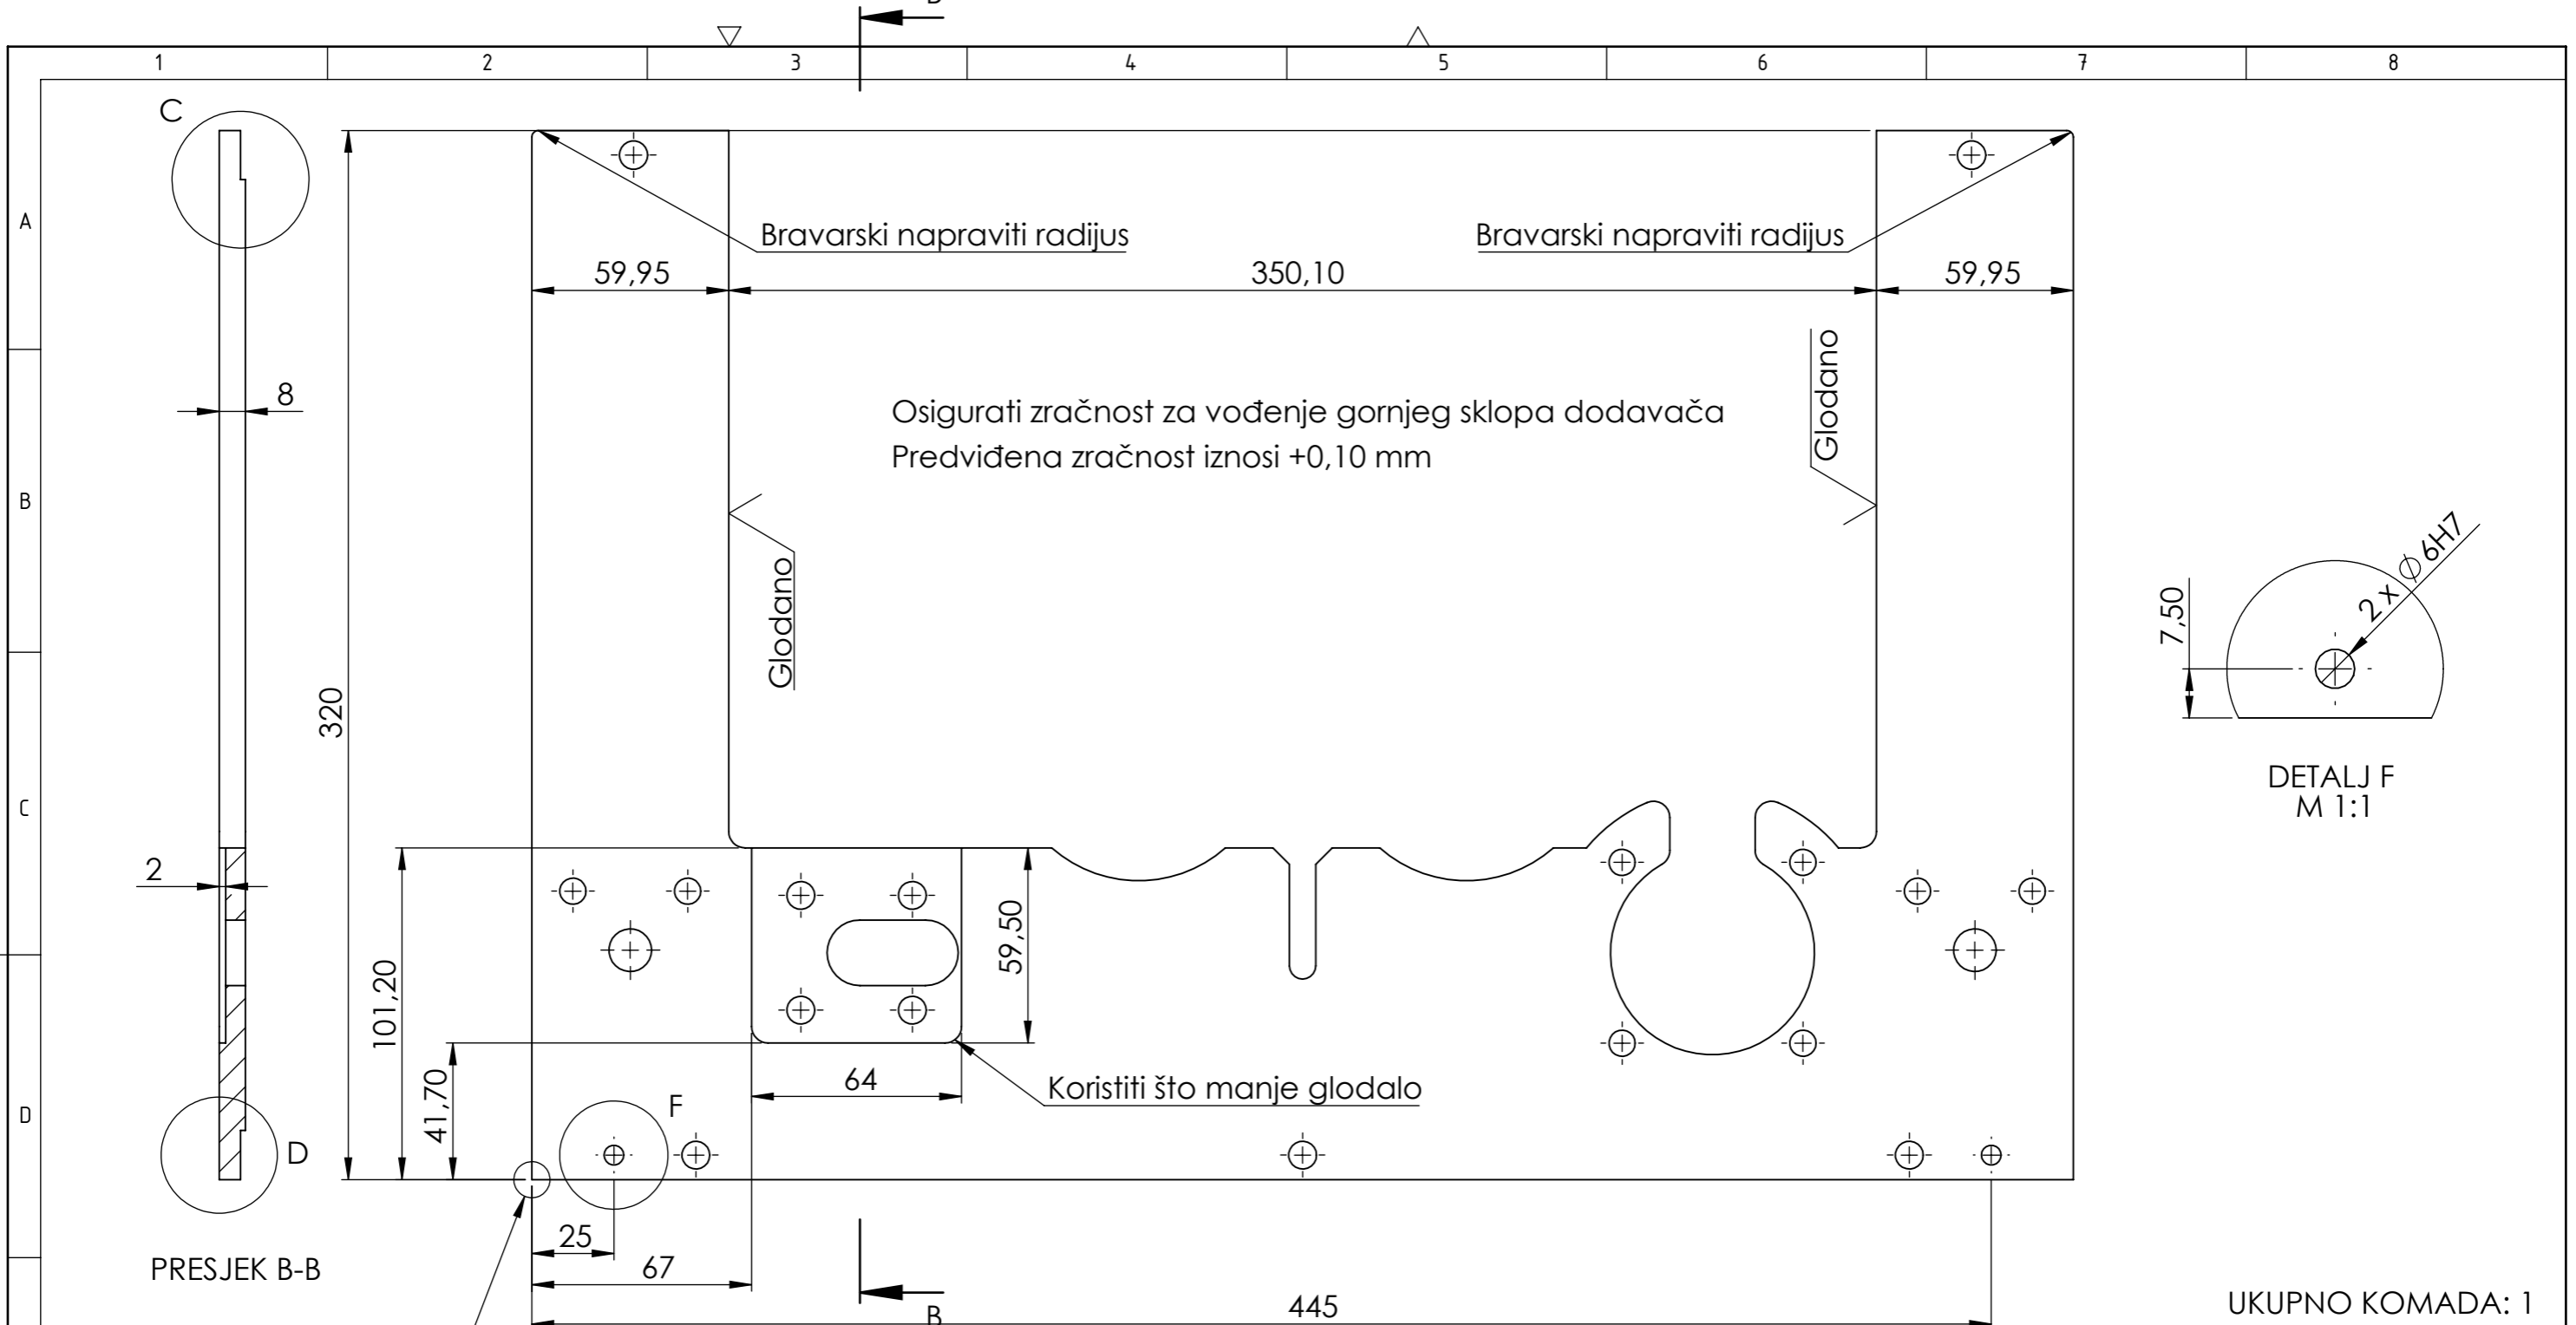 B
1 2 3 4 5 6 7 8
C
A
Bravarski napraviti radijus
Bravarski napraviti radijus
59,95
350,10
59,95
8
Osigurati zračnost za vođenje gornjeg sklopa dodavača
Predviđena zračnost iznosi +0,10 mm
Glodano
Glodano
B
2 x ∅ 6H7
7,50
320
DETALJ F
M 1:1
C
2
101,20
59,50
41,70
64
Koristiti što manje glodalo
F
D
D
25
67
PRESJEK B-B
B
445
UKUPNO KOMADA: 1